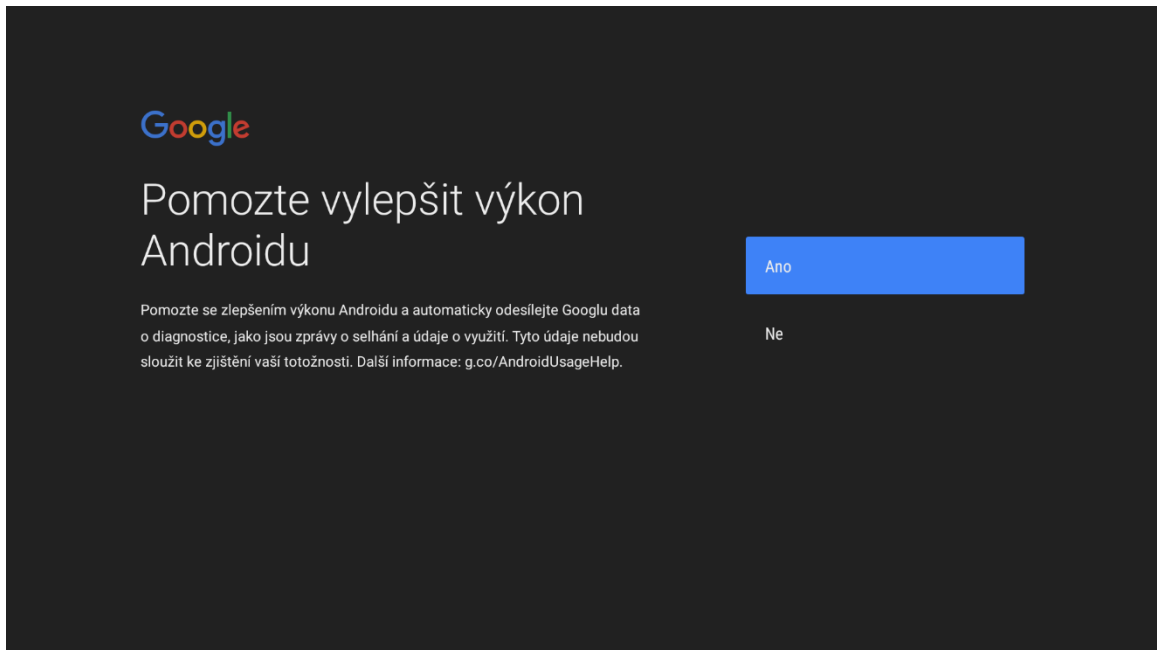 Google
Pomozte vylepšit výkon
Androidu
Pomozte se zlepšením výkonu Androidu a automaticky odesílejte Googlu data
o diagnostice, jako jsou zprávy o selhání a údaje o využití. Tyto údaje nebudou
sloužit ke zjištění vaší totožnosti. Další informace: g.co/AndroidUsageHelp.
Ano
Ne